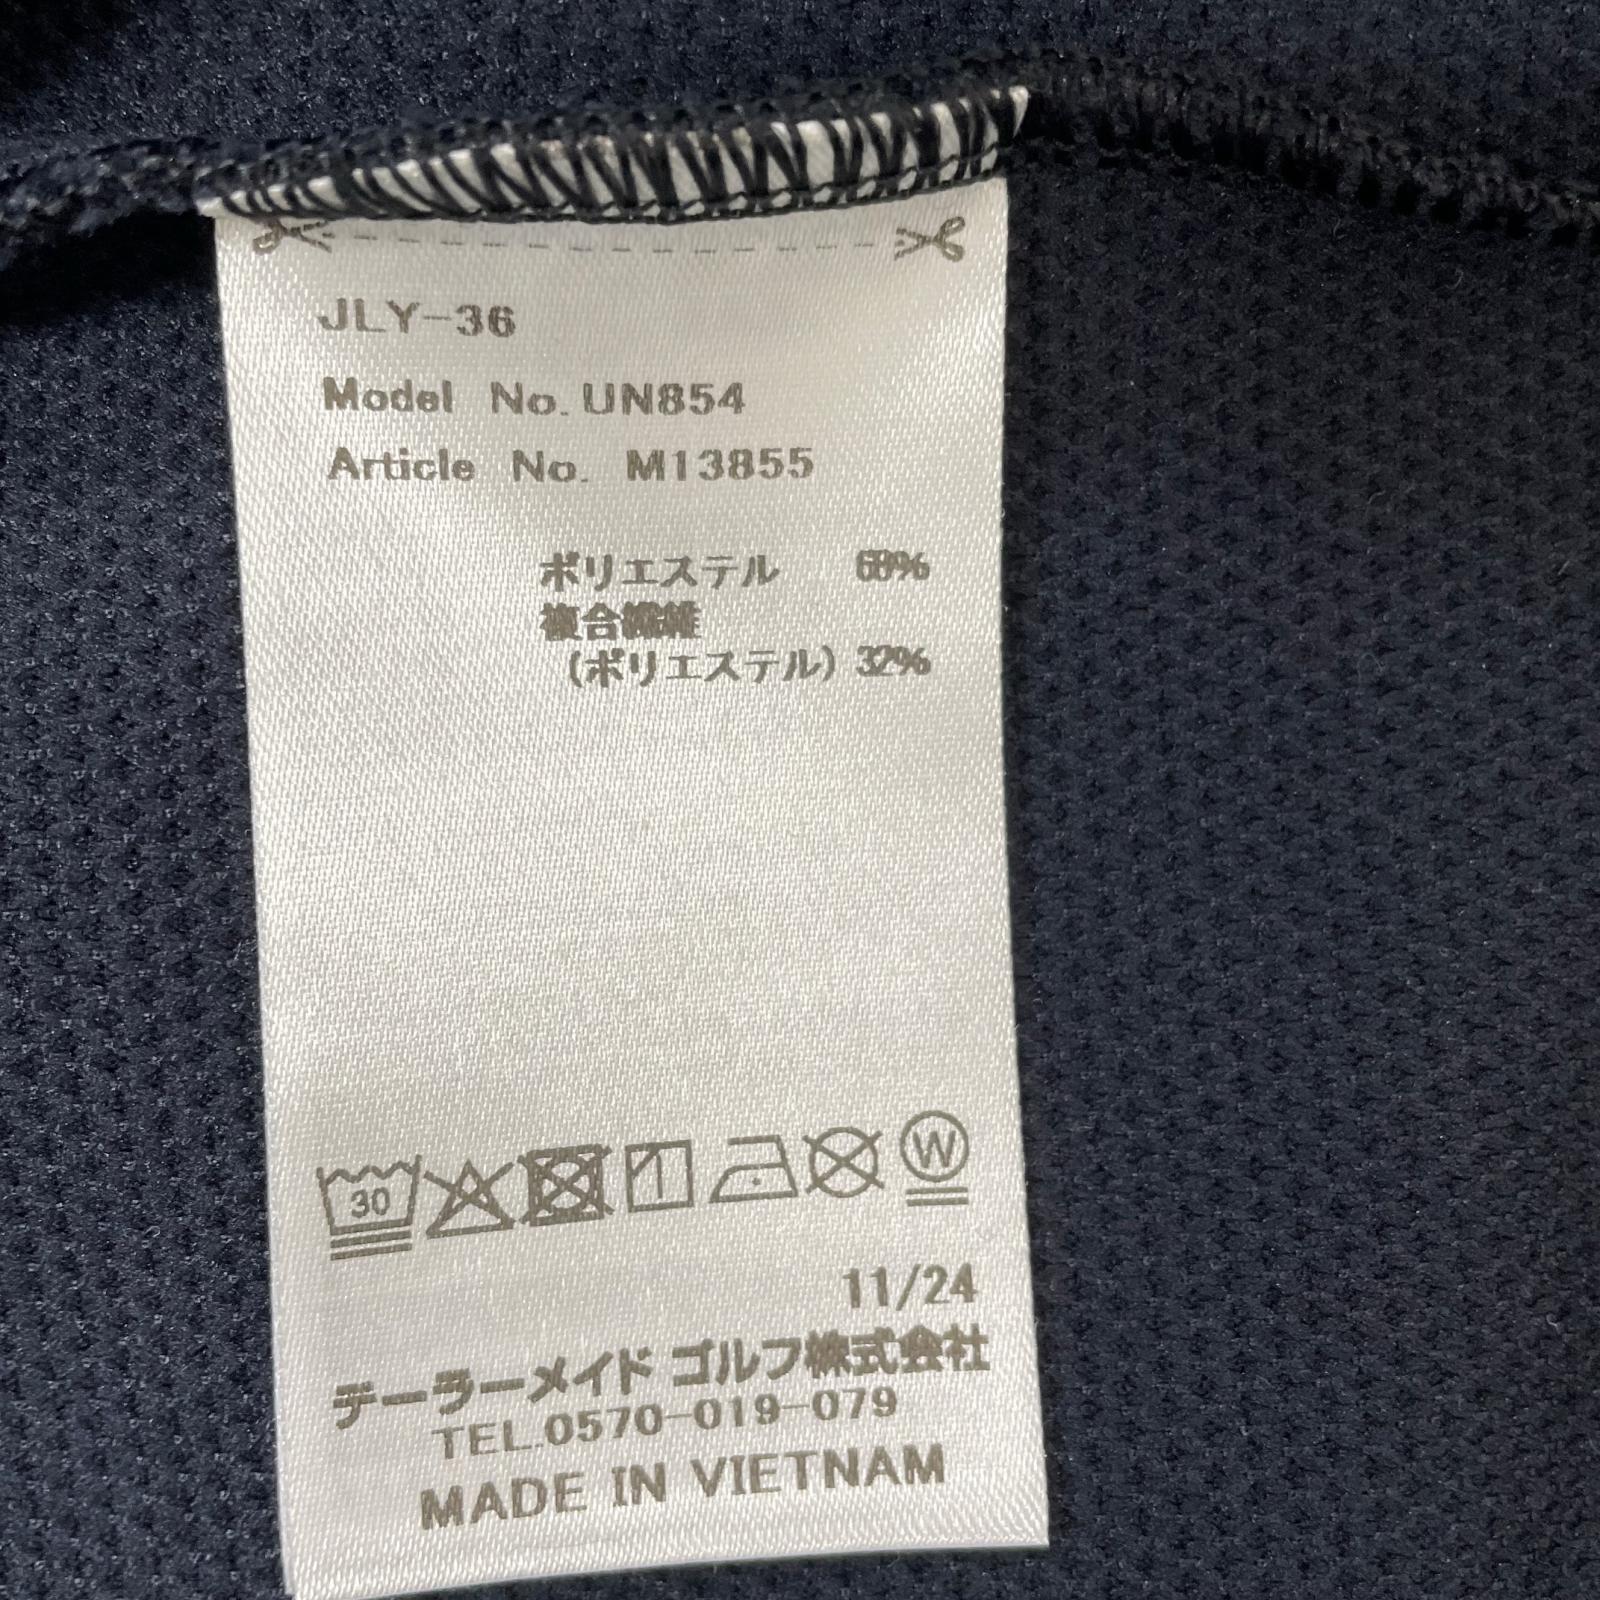 JLY-36
Model No. UN854
Article No. M13855
ポリエステル 68%
複合繊維
(ポリエステル) 32%
30
W
11/24
テーラーメイド ゴルフ株式会社
TEL.0570-019-079
MADE IN VIETNAM